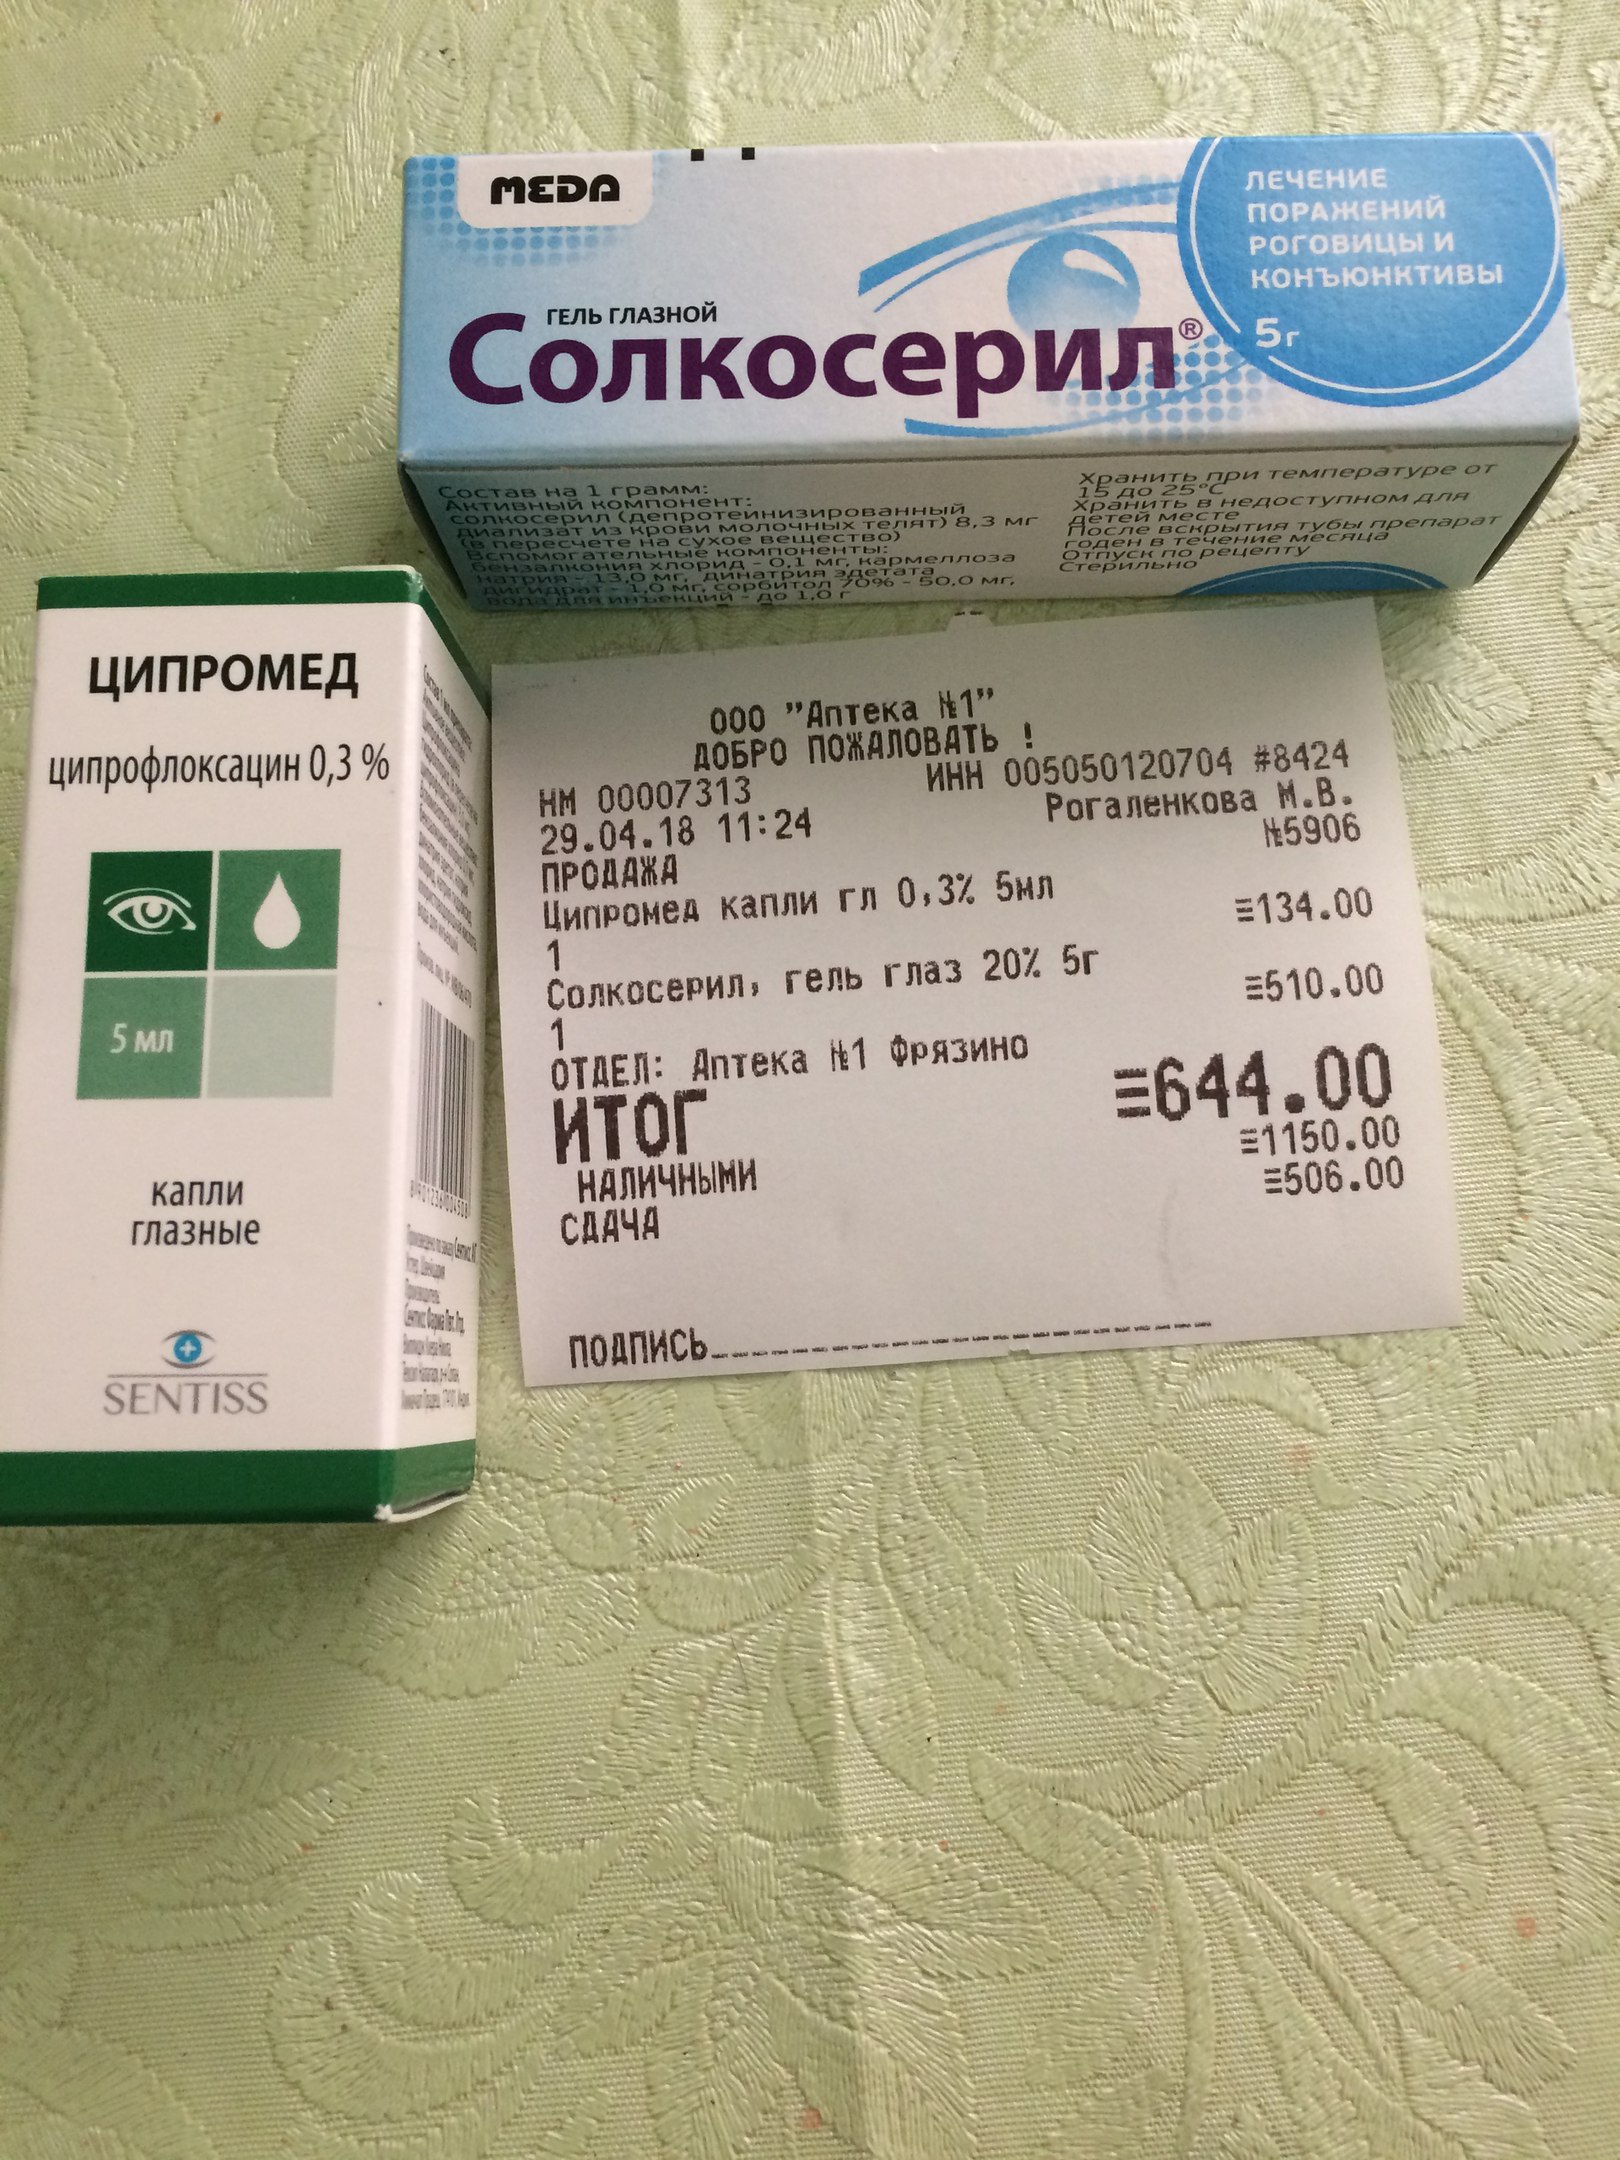 MEDA
ГЕЛЬ ГЛАЗНОЙ
Солкосерил®
ЛЕЧЕНИЕ
ПОРАЖЕНИЙ
РОГОВИЦЫ И
КОНЪЮНКТИВЫ
5г
Состав на 1 грамм:
Активный компонент:
солкосерил (депротеинизированный
диализат из крови молочных телят) 8,3 мг
(в пересчете на сухое вещество)
Вспомогательные компоненты:
бензалкония хлорид - 0,1 мг, кармеллоза
натрия - 13,0 мг, динатрия эдетата
дигидрат - 1,0 мг, сорбитол 70% - 50,0 мг,
вода для инъекций - до 1,0 г
Хранить при температуре от
15 до 25°С
Хранить в недоступном для
детей месте
После вскрытия тубы препарат
годен в течение месяца
Отпуск по рецепту
Стерильно
ЦИПРОМЕД
ципрофлоксацин 0,3 %
5 мл
капли
глазные
SENTISS
ООО "Аптека №1"
ДОБРО ПОЖАЛОВАТЬ !
НМ 00007313 ИНН 005050120704 #8424
29.04.18 11:24 Рогаленкова М.В.
ПРОДАЖА №5906
Ципромед капли гл 0,3% 5мл
1 ≡134.00
Солкосерил, гель глаз 20% 5г
1 ≡510.00
ОТДЕЛ: Аптека №1 Фрязино
ИТОГ ≡644.00
НАЛИЧНЫМИ ≡1150.00
СДАЧА ≡506.00
ПОДПИСЬ